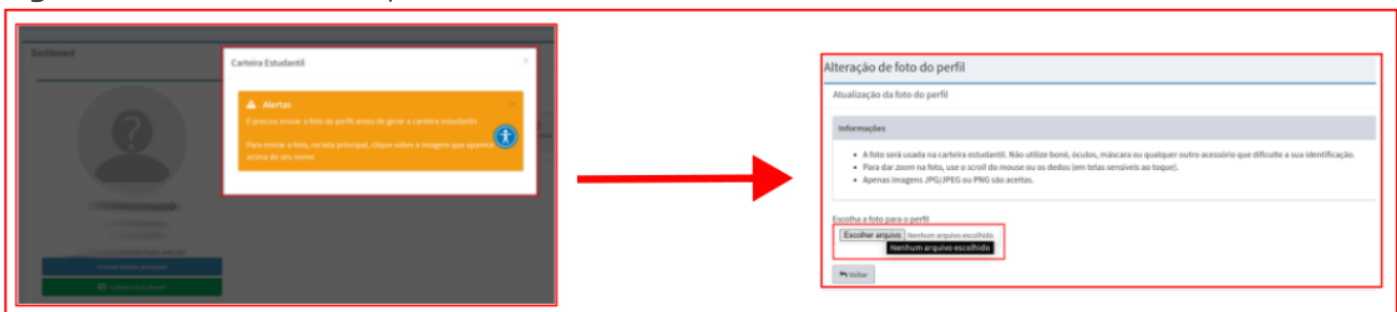 Dashboard
Carteira Estudantil
×
Alertas
×
É precisa enviar a foto do perfil antes de gerar a carteira estudantil.
Para enviar a foto, na tela principal, clique sobre a imagem que aparece
acima do seu nome
Carteira Estudantil
Alteração de foto do perfil
Atualização da foto do perfil
Informações
A foto será usada na carteira estudantil. Não utilize boné, óculos, máscara ou qualquer outro acessório que dificulte a sua identificação.
Para dar zoom na foto, use o scroll do mouse ou os dedos (em telas sensíveis ao toque).
Apenas imagens JPG/JPEG ou PNG são aceitas.
Escolha a foto para o perfil
Escolher arquivo Nenhum arquivo escolhido
Nenhum arquivo escolhido
Voltar